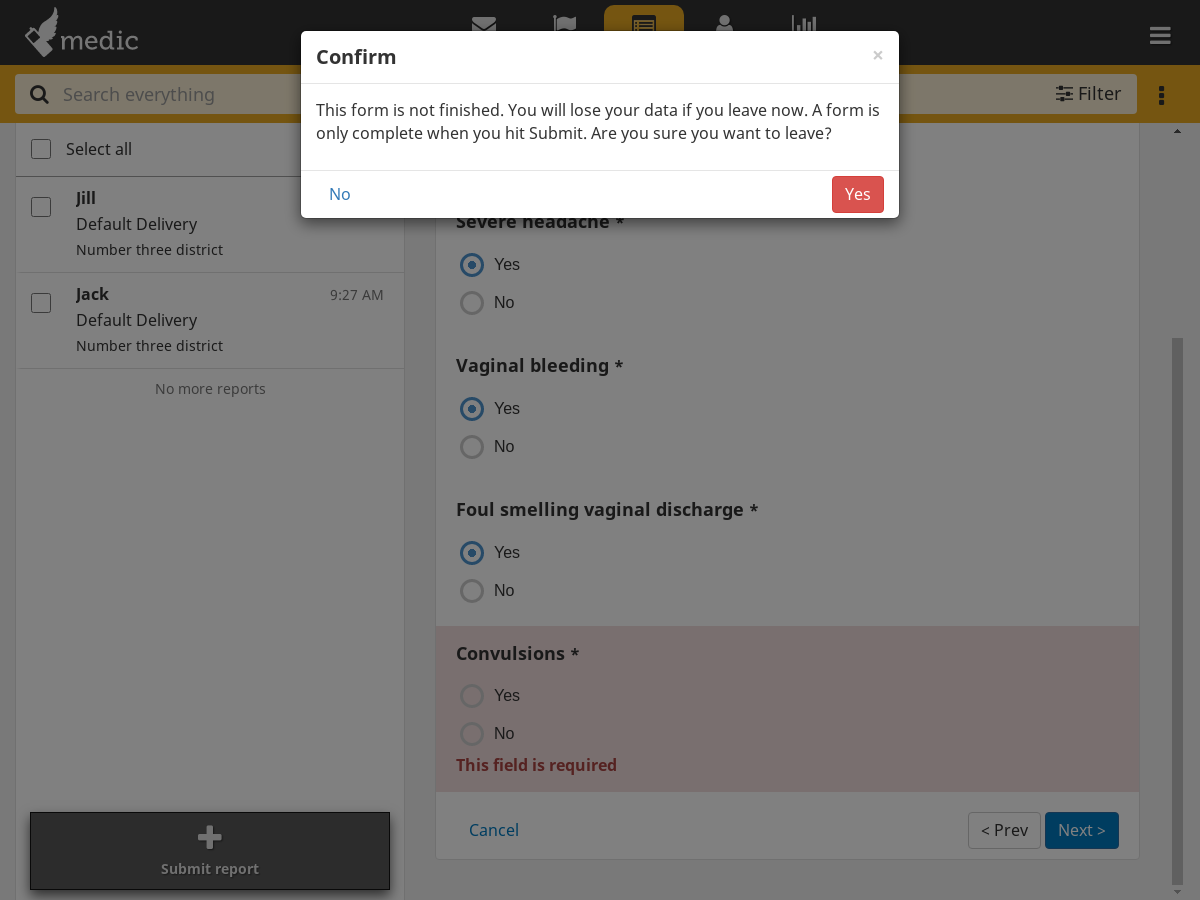 medic
Confirm
×
This form is not finished. You will lose your data if you leave now. A form is
only complete when you hit Submit. Are you sure you want to leave?
No
Yes
Search everything
Filter
Select all
Jill
Default Delivery
Number three district
Jack
9:27 AM
Default Delivery
Number three district
No more reports
Submit report
Severe headache *
Yes
No
Vaginal bleeding *
Yes
No
Foul smelling vaginal discharge *
Yes
No
Convulsions *
Yes
No
This field is required
Cancel
< Prev
Next >